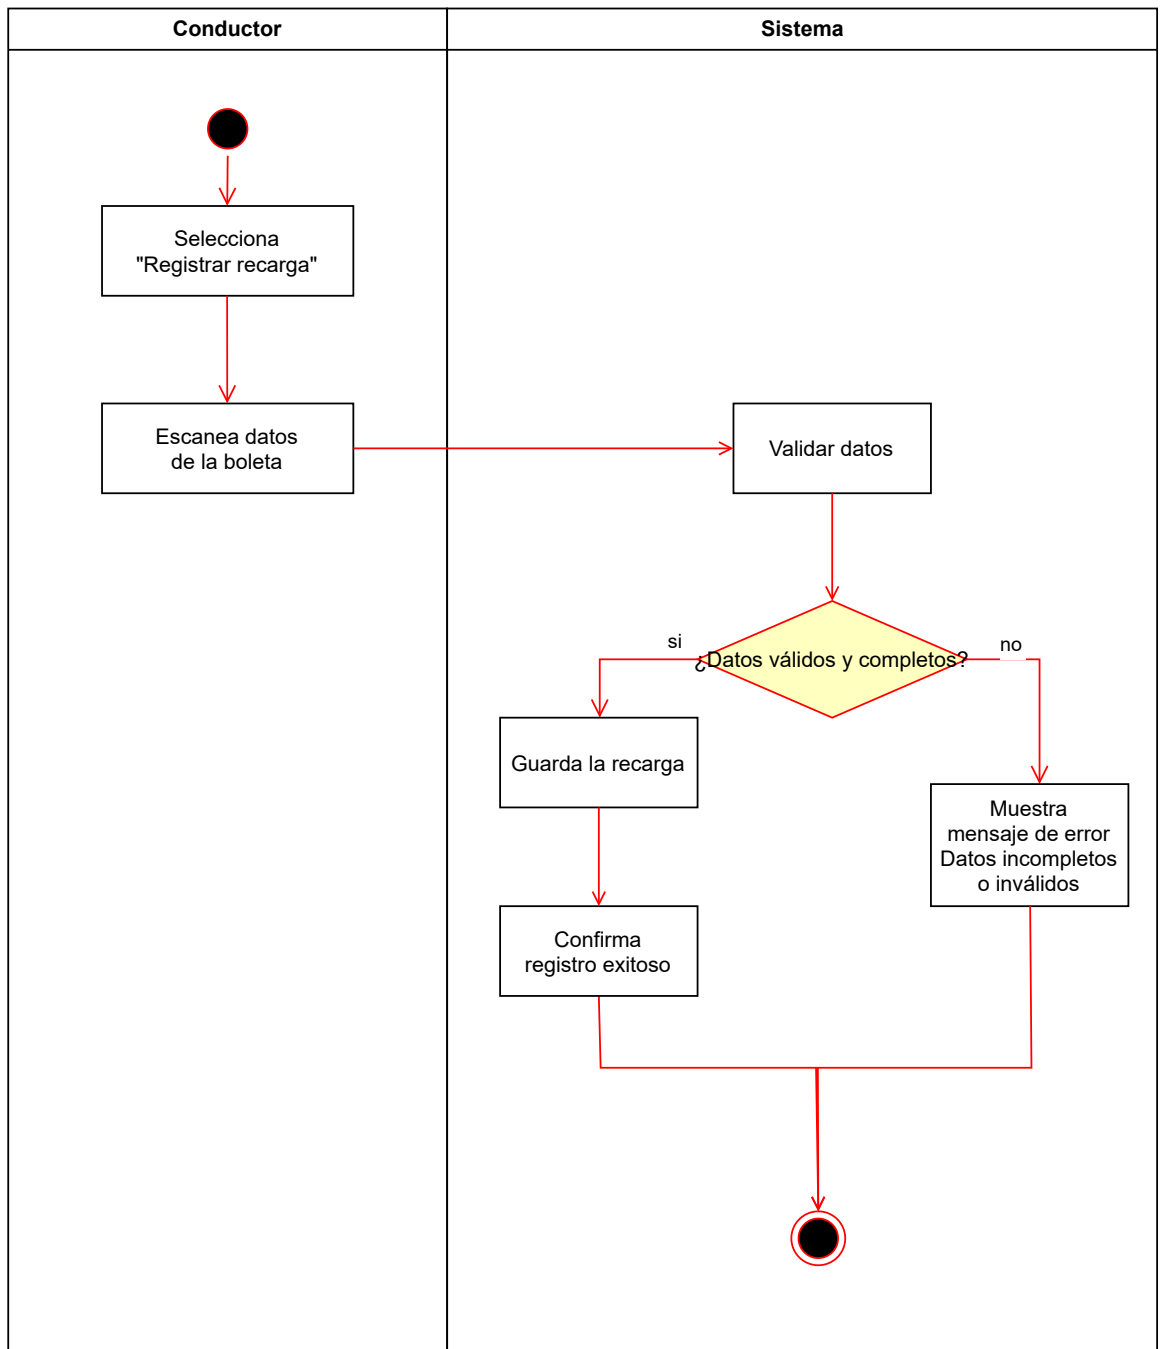 Conductor
Sistema
Selecciona
"Registrar recarga"
Escanea datos
de la boleta
Validar datos
si
¿Datos válidos y completos?
no
Guarda la recarga
Muestra
mensaje de error
Datos incompletos
o inválidos
Confirma
registro exitoso